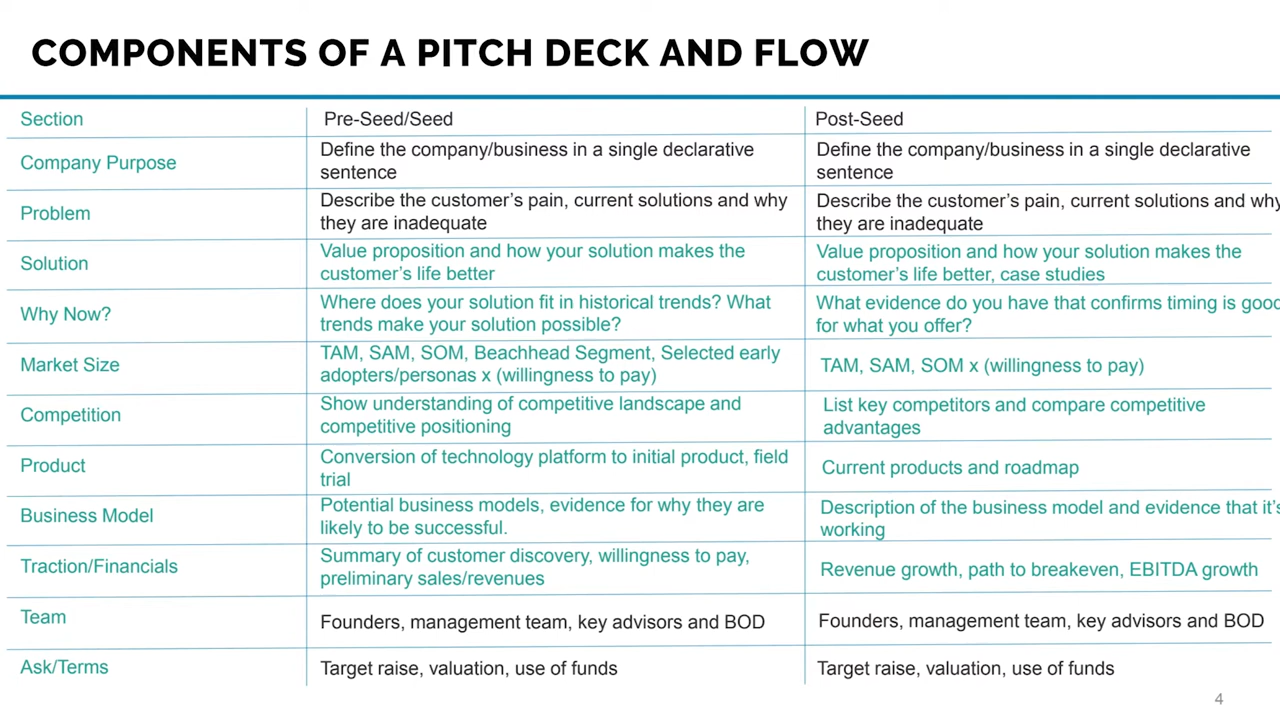 COMPONENTS OF A PITCH DECK AND FLOW
Section
Pre-Seed/Seed
Post-Seed
Company Purpose
Define the company/business in a single declarative
sentence
Define the company/business in a single declarative
sentence
Problem
Describe the customer's pain, current solutions and why
they are inadequate
Describe the customer's pain, current solutions and why
they are inadequate
Solution
Value proposition and how your solution makes the
customer's life better
Value proposition and how your solution makes the
customer's life better, case studies
Why Now?
Where does your solution fit in historical trends? What
trends make your solution possible?
What evidence do you have that confirms timing is good
for what you offer?
Market Size
TAM, SAM, SOM, Beachhead Segment, Selected early
adopters/personas x (willingness to pay)
TAM, SAM, SOM x (willingness to pay)
Competition
Show understanding of competitive landscape and
competitive positioning
List key competitors and compare competitive
advantages
Product
Conversion of technology platform to initial product, field
trial
Current products and roadmap
Business Model
Potential business models, evidence for why they are
likely to be successful.
Description of the business model and evidence that it's
working
Traction/Financials
Summary of customer discovery, willingness to pay,
preliminary sales/revenues
Revenue growth, path to breakeven, EBITDA growth
Team
Founders, management team, key advisors and BOD
Founders, management team, key advisors and BOD
Ask/Terms
Target raise, valuation, use of funds
Target raise, valuation, use of funds
4